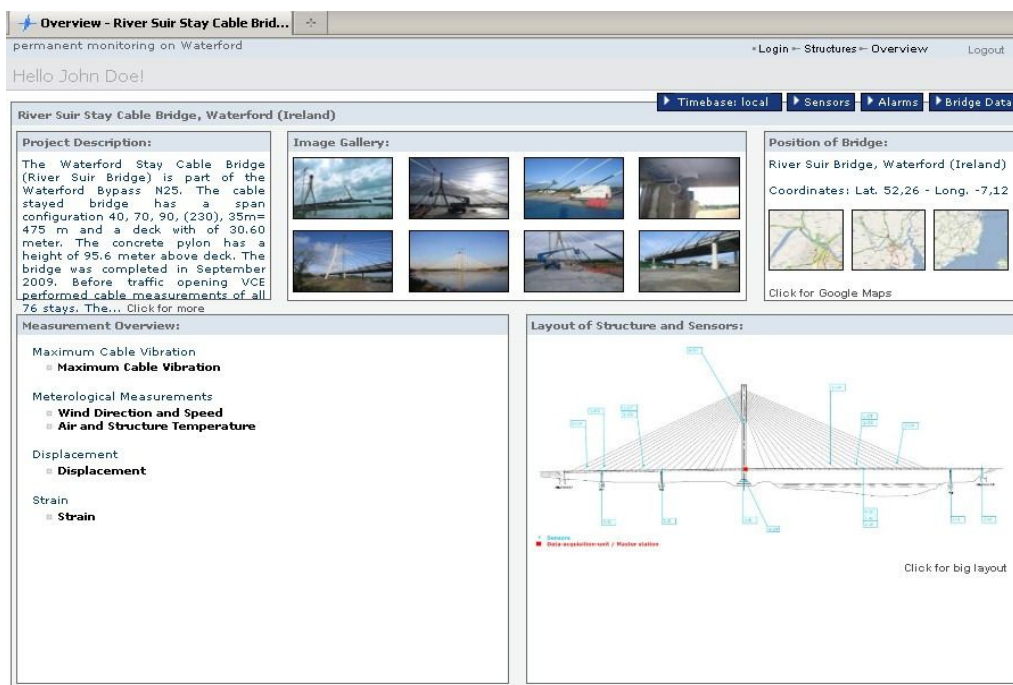 Overview - River Suir Stay Cable Brid...
permanent monitoring on Waterford
Login ← Structures ← Overview
Logout
Hello John Doe!
Timebase: local
Sensors
Alarms
Bridge Data
River Suir Stay Cable Bridge, Waterford (Ireland)
Project Description:
The Waterford Stay Cable Bridge
(River Suir Bridge) is part of the
Waterford Bypass N25. The cable
stayed bridge has a span
configuration 40, 70, 90, (230), 35m=
475 m and a deck with of 30.60
meter. The concrete pylon has a
height of 95.6 meter above deck. The
bridge was completed in September
2009. Before traffic opening VCE
performed cable measurements of all
76 stays. The... Click for more
Image Gallery:
Position of Bridge:
River Suir Bridge, Waterford (Ireland)
Coordinates: Lat. 52,26 - Long. -7,12
Click for Google Maps
Measurement Overview:
Maximum Cable Vibration
Maximum Cable Vibration
Meterological Measurements
Wind Direction and Speed
Air and Structure Temperature
Displacement
Displacement
Strain
Strain
Layout of Structure and Sensors:
Sensors
Data-acquisition-unit / Master station
Click for big layout